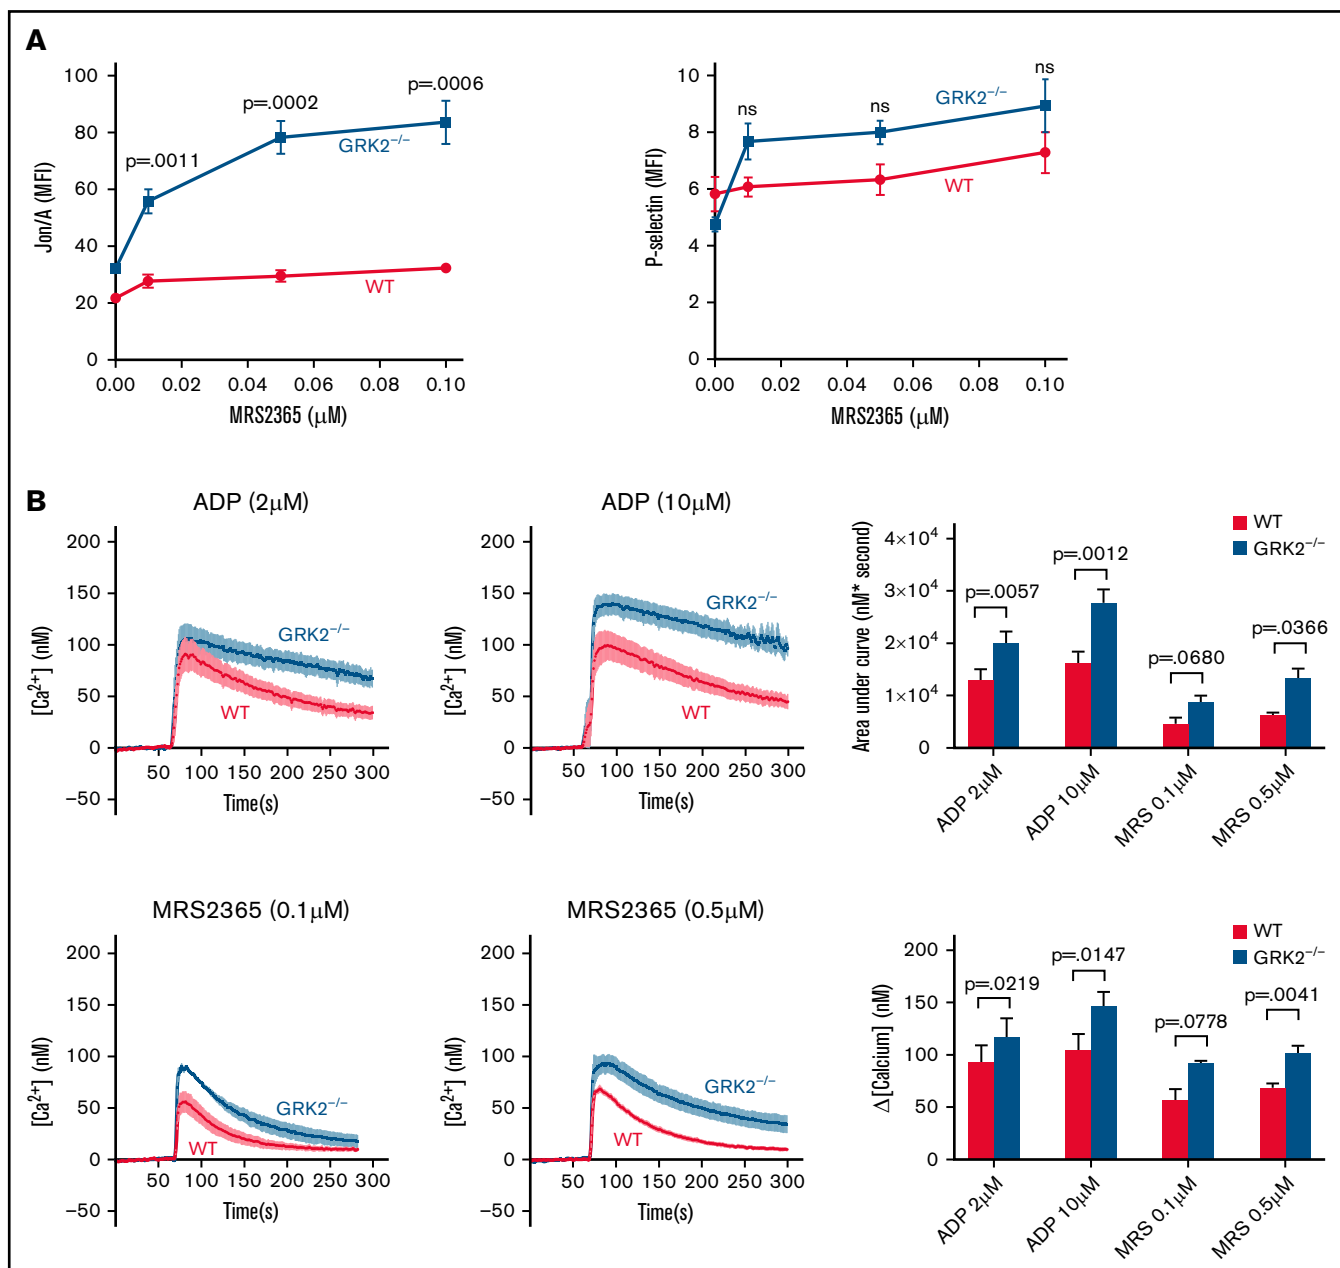 A
100
80
60
40
20
0
Jon/A (MFI)
p=.0011
p=.0002
p=.0006
GRK2−/−
WT
0.00 0.02 0.04 0.06 0.08 0.10
MRS2365 (μM)
10
8
6
4
2
0
P-selectin (MFI)
ns
ns
ns
GRK2−/−
WT
0.00 0.02 0.04 0.06 0.08 0.10
MRS2365 (μM)
B
ADP (2μM)
200
150
100
50
0
−50
[Ca2+] (nM)
GRK2−/−
WT
50 100 150 200 250 300
Time(s)
ADP (10μM)
200
150
100
50
0
−50
[Ca2+] (nM)
GRK2−/−
WT
50 100 150 200 250 300
Time(s)
WT
GRK2−/−
4×10⁴
3×10⁴
2×10⁴
1×10⁴
0
Area under curve (nM* second)
p=.0057
p=.0012
p=.0680
p=.0366
ADP 2μM
ADP 10μM
MRS 0.1μM
MRS 0.5μM
MRS2365 (0.1μM)
200
150
100
50
0
−50
[Ca2+] (nM)
GRK2−/−
WT
50 100 150 200 250 300
Time(s)
MRS2365 (0.5μM)
200
150
100
50
0
−50
[Ca2+] (nM)
GRK2−/−
WT
50 100 150 200 250 300
Time(s)
WT
GRK2−/−
200
150
100
50
0
Δ[Calcium] (nM)
p=.0219
p=.0147
p=.0778
p=.0041
ADP 2μM
ADP 10μM
MRS 0.1μM
MRS 0.5μM